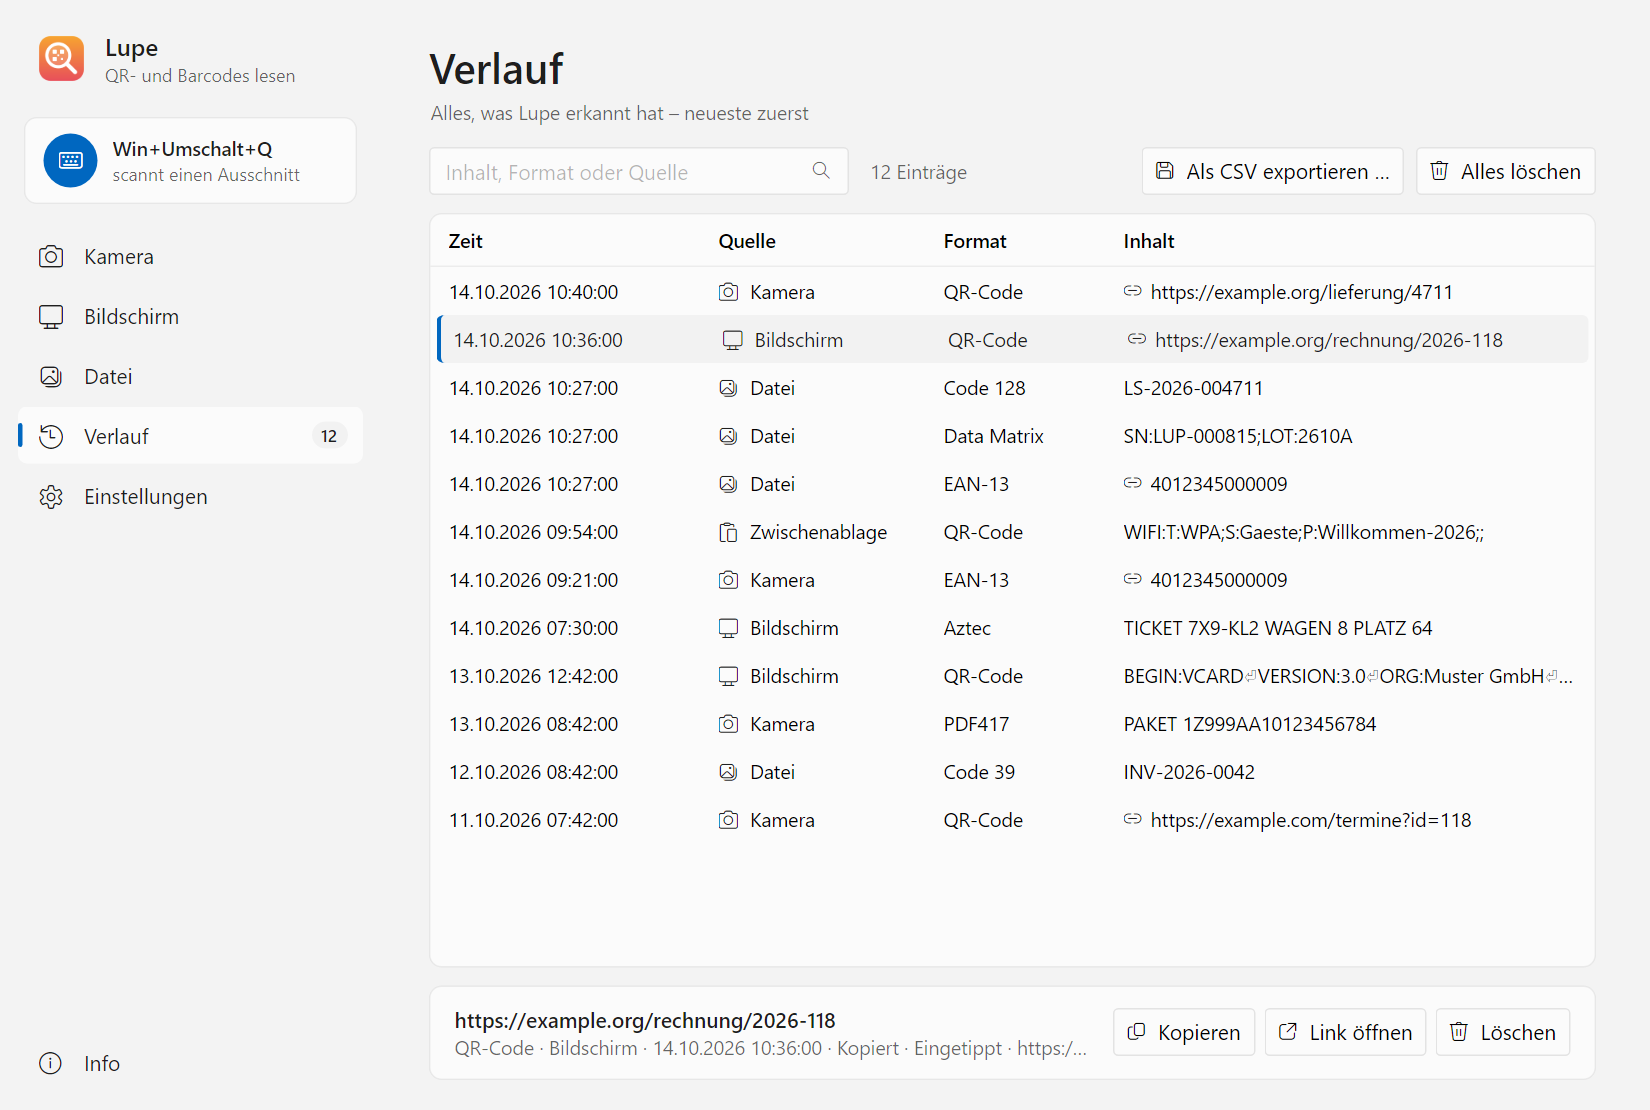 Lupe
QR- und Barcodes lesen
Win+Umschalt+Q
scannt einen Ausschnitt
Kamera
Bildschirm
Datei
Verlauf 12
Einstellungen
Info
Verlauf
Alles, was Lupe erkannt hat – neueste zuerst
Inhalt, Format oder Quelle 12 Einträge Als CSV exportieren ... Alles löschen
Zeit Quelle Format Inhalt
14.10.2026 10:40:00 Kamera QR-Code https://example.org/lieferung/4711
14.10.2026 10:36:00 Bildschirm QR-Code https://example.org/rechnung/2026-118
14.10.2026 10:27:00 Datei Code 128 LS-2026-004711
14.10.2026 10:27:00 Datei Data Matrix SN:LUP-000815;LOT:2610A
14.10.2026 10:27:00 Datei EAN-13 4012345000009
14.10.2026 09:54:00 Zwischenablage QR-Code WIFI:T:WPA;S:Gaeste;P:Willkommen-2026;;
14.10.2026 09:21:00 Kamera EAN-13 4012345000009
14.10.2026 07:30:00 Bildschirm Aztec TICKET 7X9-KL2 WAGEN 8 PLATZ 64
13.10.2026 12:42:00 Bildschirm QR-Code BEGIN:VCARD⏎VERSION:3.0⏎ORG:Muster GmbH⏎...
13.10.2026 08:42:00 Kamera PDF417 PAKET 1Z999AA10123456784
12.10.2026 08:42:00 Datei Code 39 INV-2026-0042
11.10.2026 07:42:00 Kamera QR-Code https://example.com/termine?id=118
https://example.org/rechnung/2026-118
QR-Code · Bildschirm · 14.10.2026 10:36:00 · Kopiert · Eingetippt · https:/...
Kopieren Link öffnen Löschen